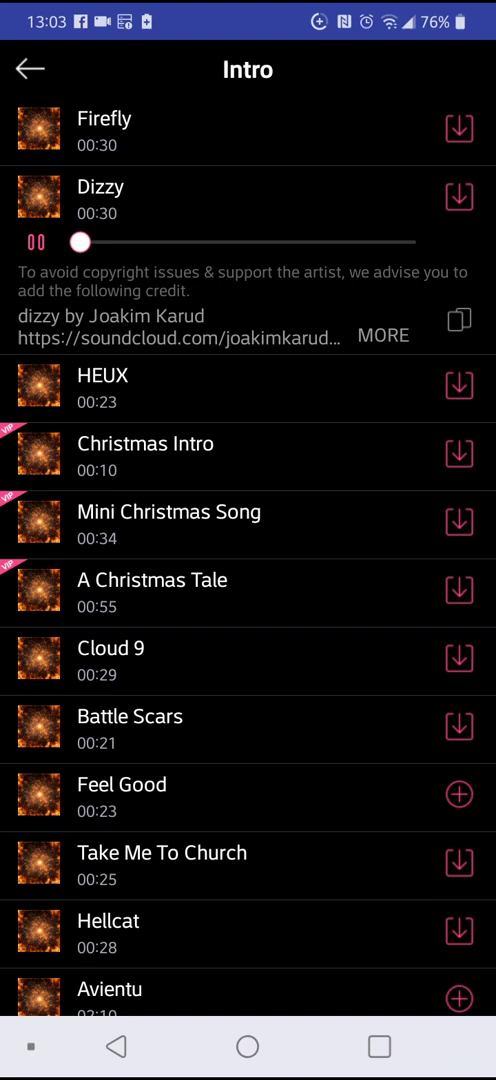 13:03 76%
Intro
Firefly
00:30
Dizzy
00:30
To avoid copyright issues & support the artist, we advise you to
add the following credit.
dizzy by Joakim Karud
https://soundcloud.com/joakimkarud... MORE
HEUX
00:23
VIP
Christmas Intro
00:10
VIP
Mini Christmas Song
00:34
VIP
A Christmas Tale
00:55
Cloud 9
00:29
Battle Scars
00:21
Feel Good
00:23
Take Me To Church
00:25
Hellcat
00:28
Avientu
02:10